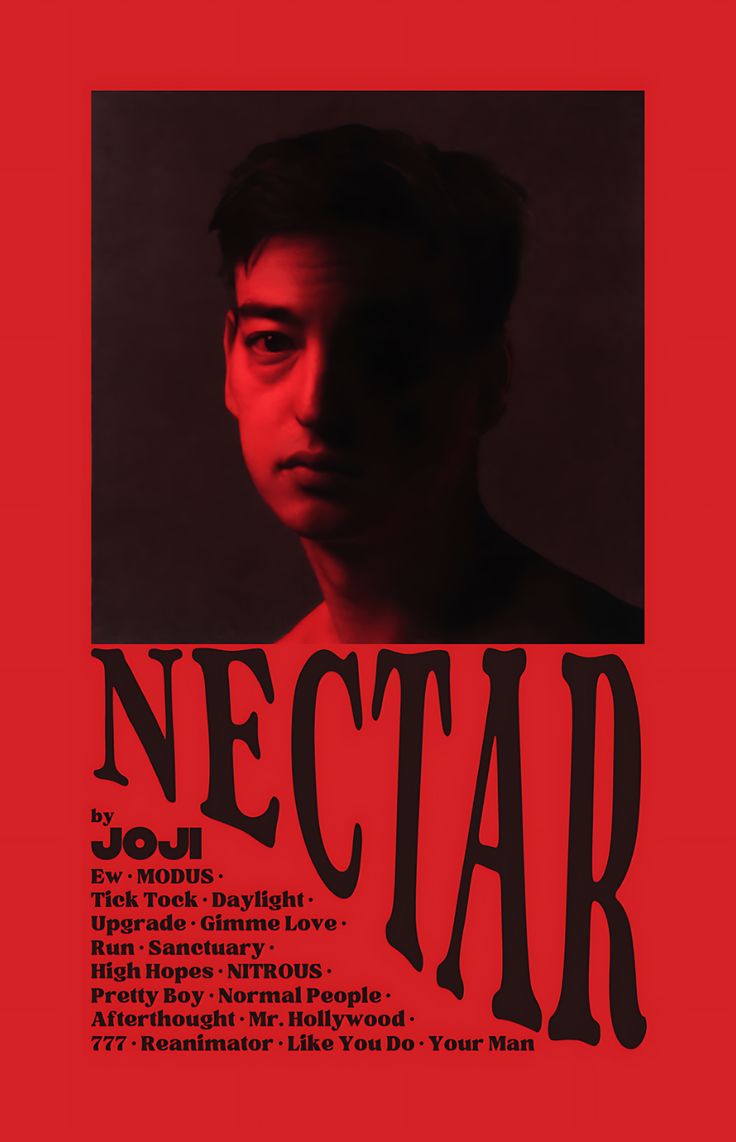 NECTAR
by
JOJI
Ew · MODUS ·
Tick Tock · Daylight ·
Upgrade · Gimme Love ·
Run · Sanctuary ·
High Hopes · NITROUS ·
Pretty Boy · Normal People ·
Afterthought · Mr. Hollywood ·
777 · Reanimator · Like You Do · Your Man